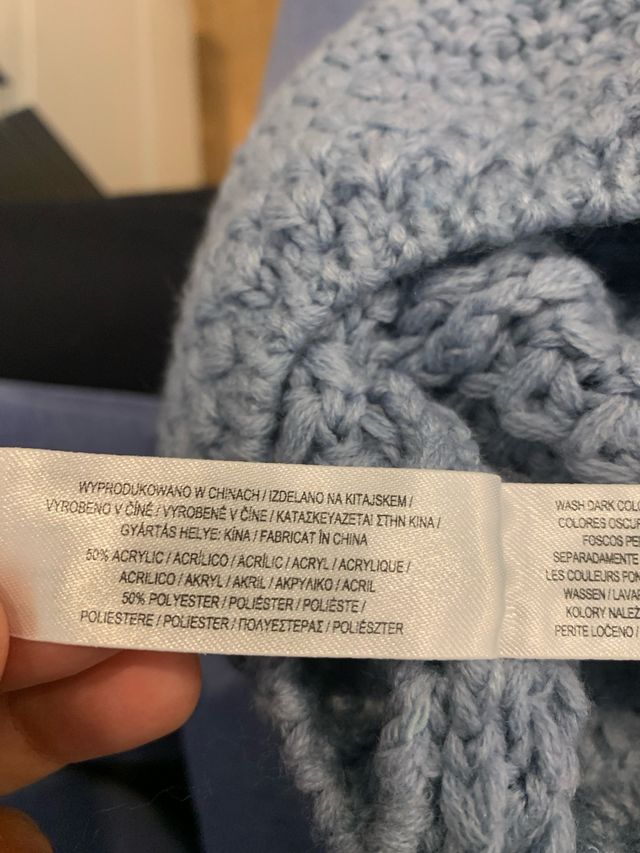 WYPRODUKOWANO W CHINACH / IZDELANO NA KITAJSKEM /
VYROBENO V ČÍNĚ / VYROBENÉ V ČÍNE / ΚΑΤΑΣΚΕΥΑΖΕΤΑΙ ΣΤΗΝ ΚΙΝΑ /
GYÁRTÁS HELYE: KÍNA / FABRICAT ÎN CHINA
50% ACRYLIC / ACRÍLICO / ACRÍLIC / ACRYL / ACRYLIQUE /
ACRILICO / AKRYL / AKRIL / ΑΚΡΥΛΙΚΟ / ACRIL
50% POLYESTER / POLIÉSTER / POLIÈSTE /
POLIESTERE / POLIESTER / ΠΟΛΥΕΣΤΕΡΑΣ / POLIÉSZTER
WASH DARK COLO
COLORES OSCUR
FOSCOS PER
SEPARADAMENTE
LES COULEURS FON
WASSEN / LAVAR
KOLORY NALEŻ
PERITE LOČENO /